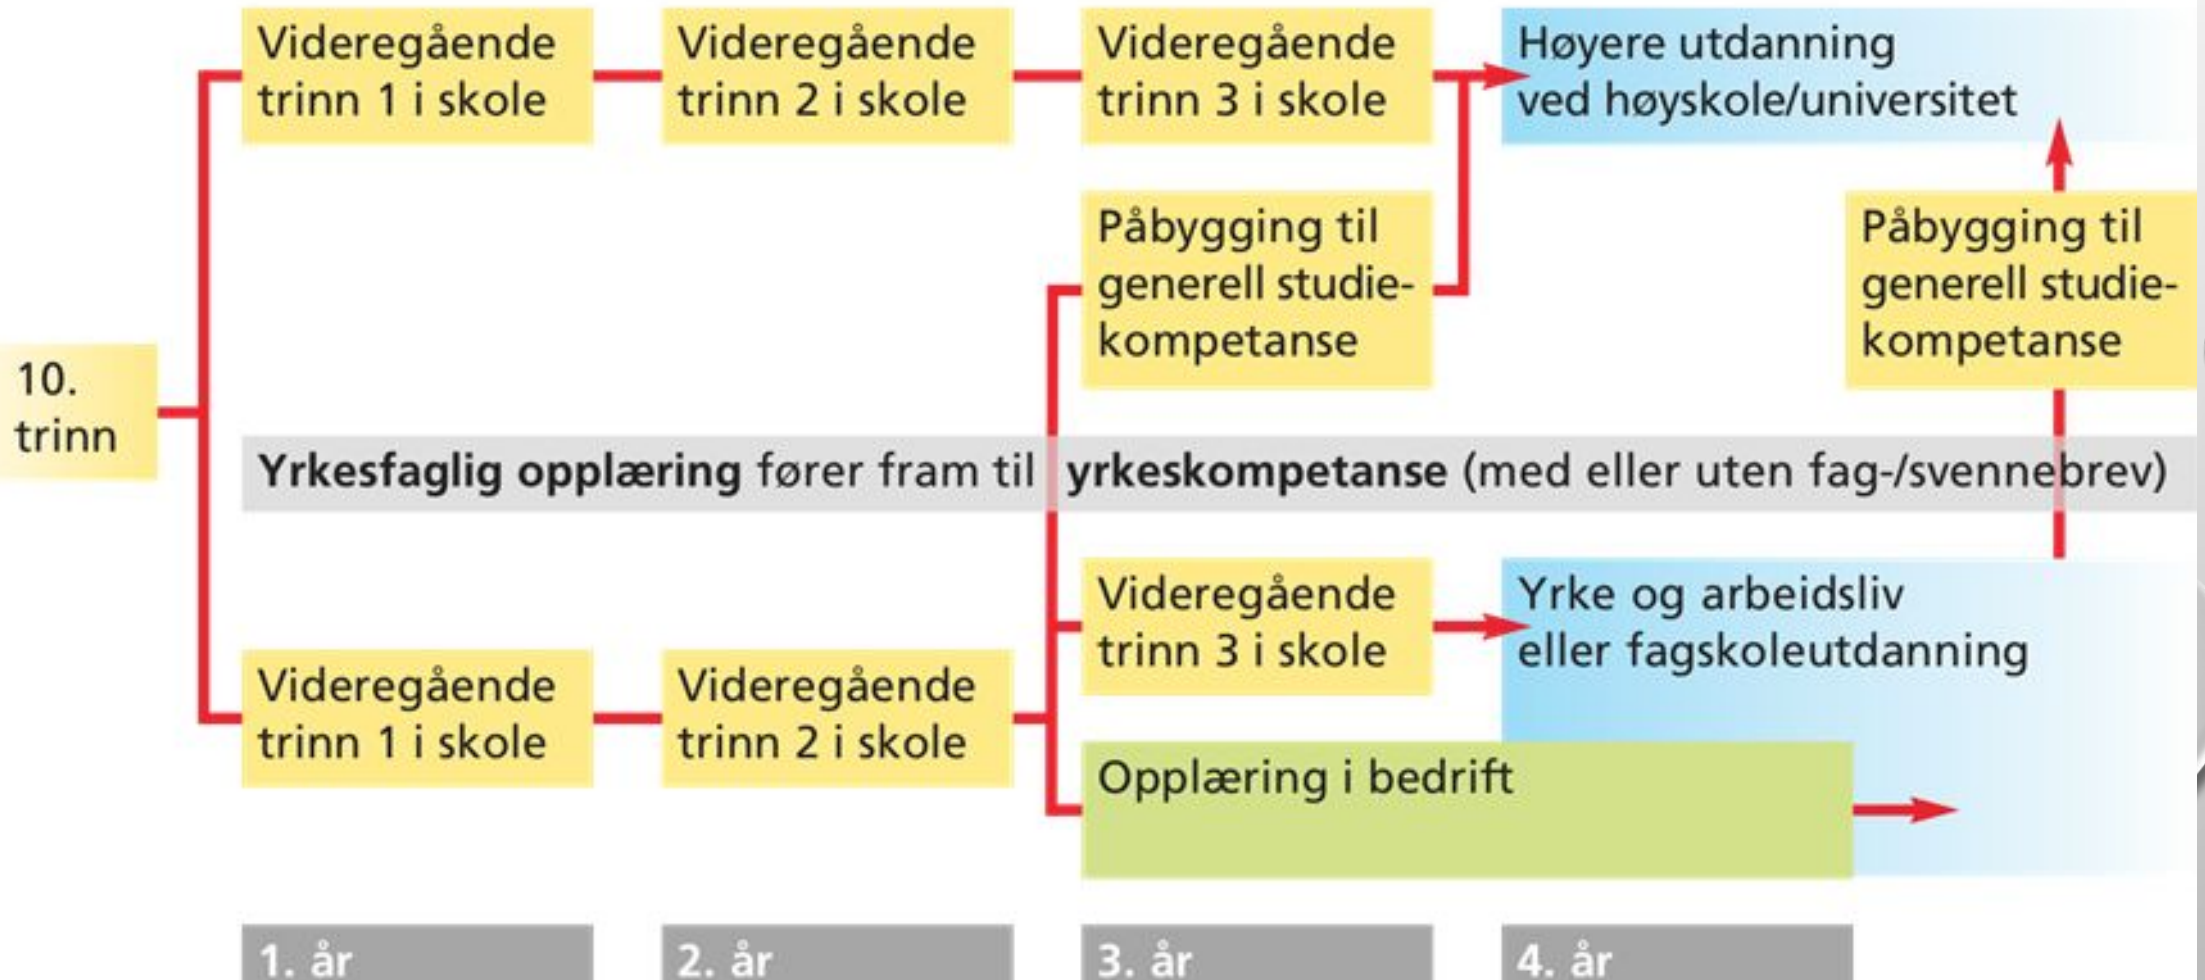 Videregående
trinn 1 i skole
Videregående
trinn 2 i skole
Videregående
trinn 3 i skole
Høyere utdanning
ved høyskole/universitet
Påbygging til
generell studie-
kompetanse
Påbygging til
generell studie-
kompetanse
10.
trinn
Yrkesfaglig opplæring fører fram til yrkeskompetanse (med eller uten fag-/svennebrev)
Videregående
trinn 1 i skole
Videregående
trinn 2 i skole
Videregående
trinn 3 i skole
Yrke og arbeidsliv
eller fagskoleutdanning
Opplæring i bedrift
1. år
2. år
3. år
4. år